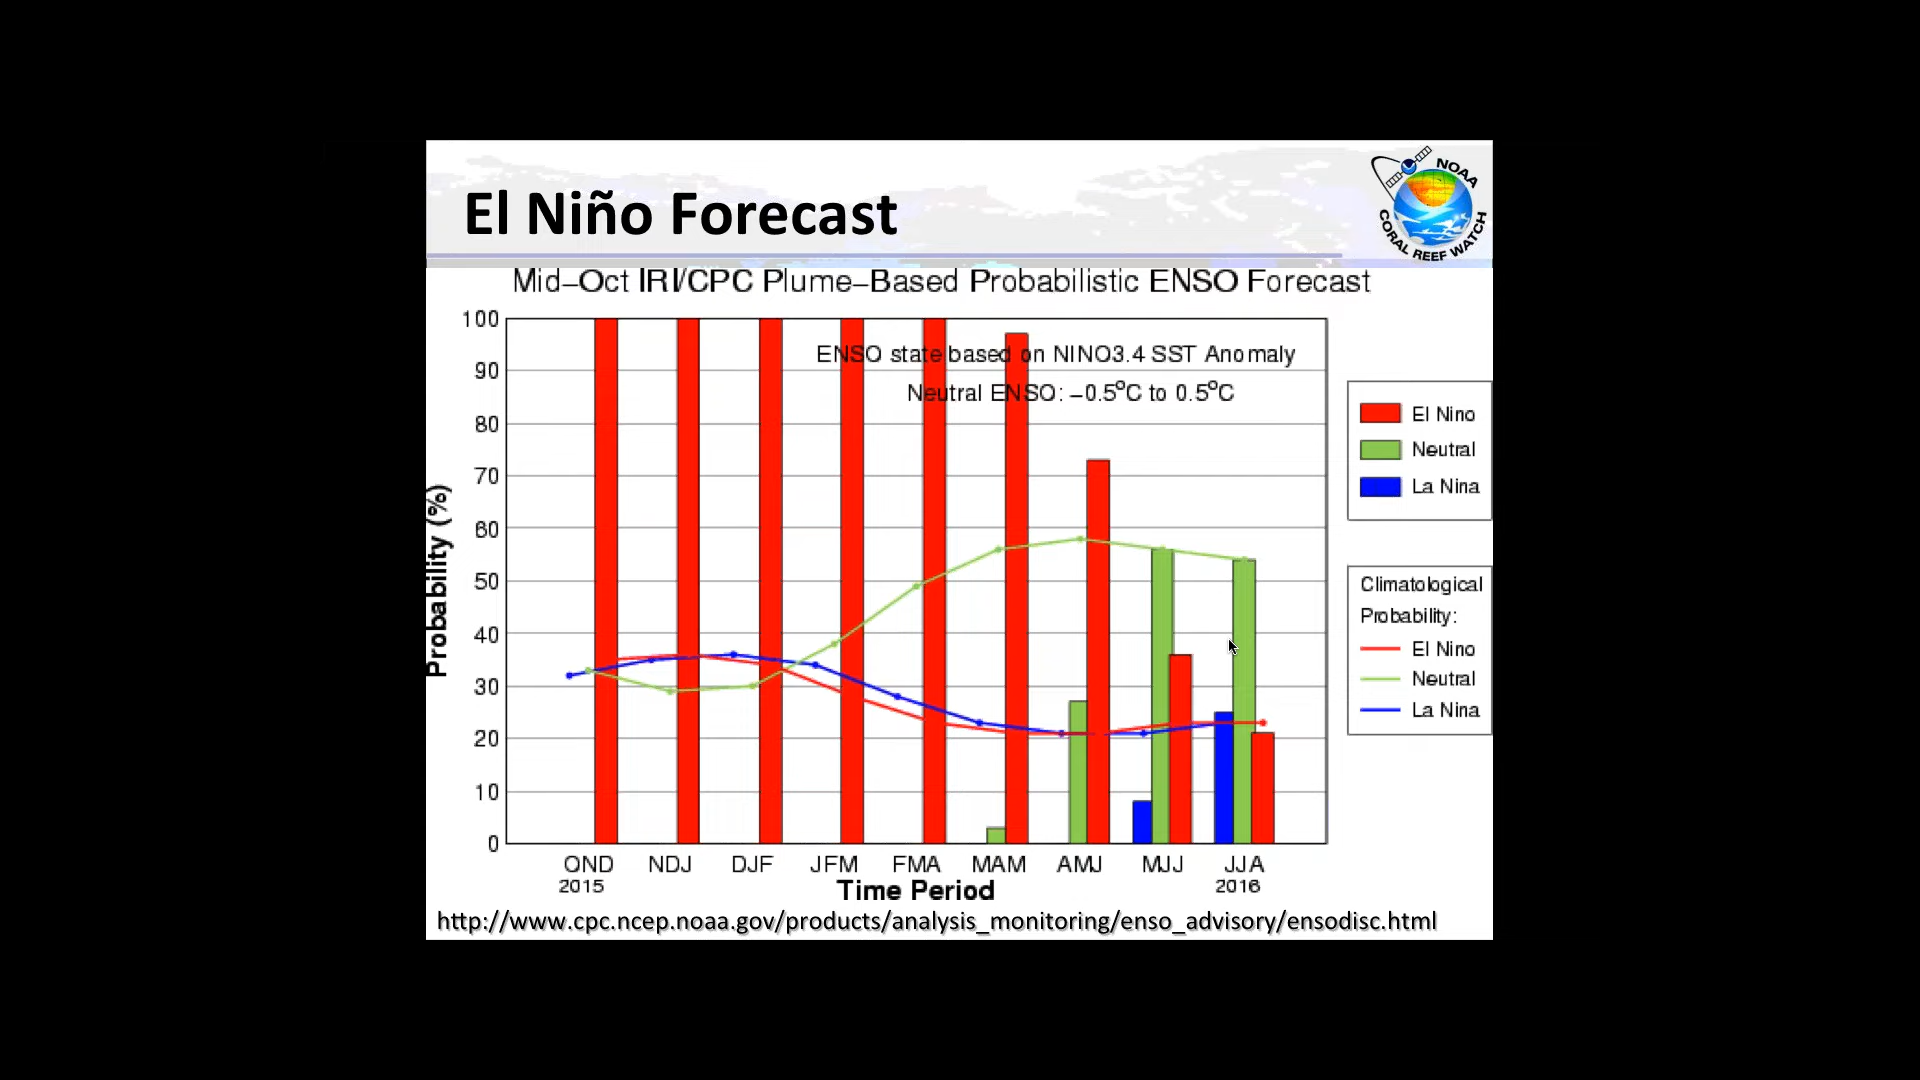 El Niño Forecast
NOAA
CORAL REEF WATCH
Mid–Oct IRI/CPC Plume–Based Probabilistic ENSO Forecast
ENSO state based on NINO3.4 SST Anomaly
Neutral ENSO: –0.5°C to 0.5°C
100
90
80
70
60
50
40
30
20
10
0
Probability (%)
OND NDJ DJF JFM FMA MAM AMJ MJJ JJA
2015 2016
Time Period
El Nino
Neutral
La Nina
Climatological
Probability:
El Nino
Neutral
La Nina
http://www.cpc.ncep.noaa.gov/products/analysis_monitoring/enso_advisory/ensodisc.html